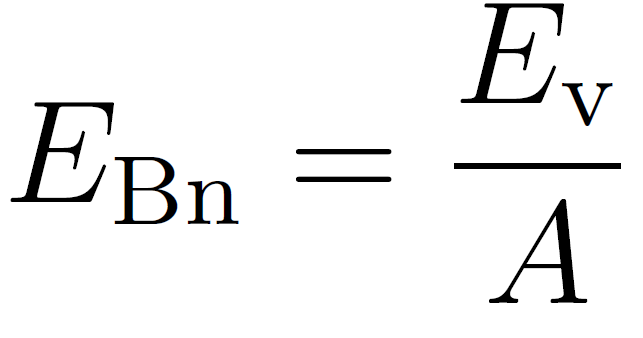 E_Bn = E_v / A